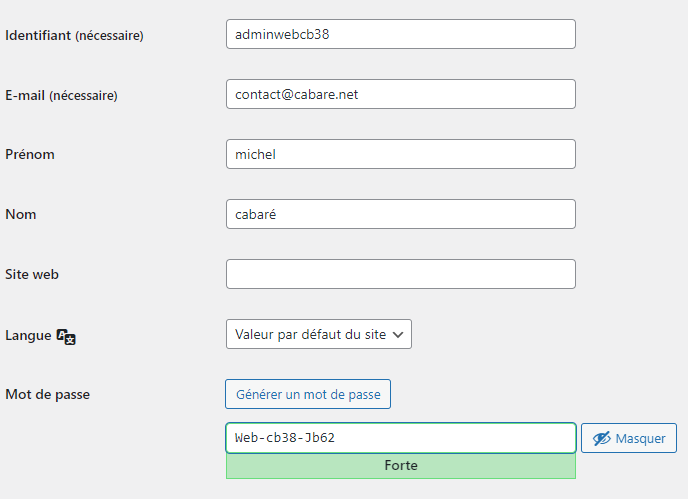 Identifiant (nécessaire) adminwebcb38
E-mail (nécessaire) contact@cabare.net
Prénom michel
Nom cabaré
Site web
Langue Valeur par défaut du site
Mot de passe Générer un mot de passe
Web-cb38-Jb62 Masquer
Forte